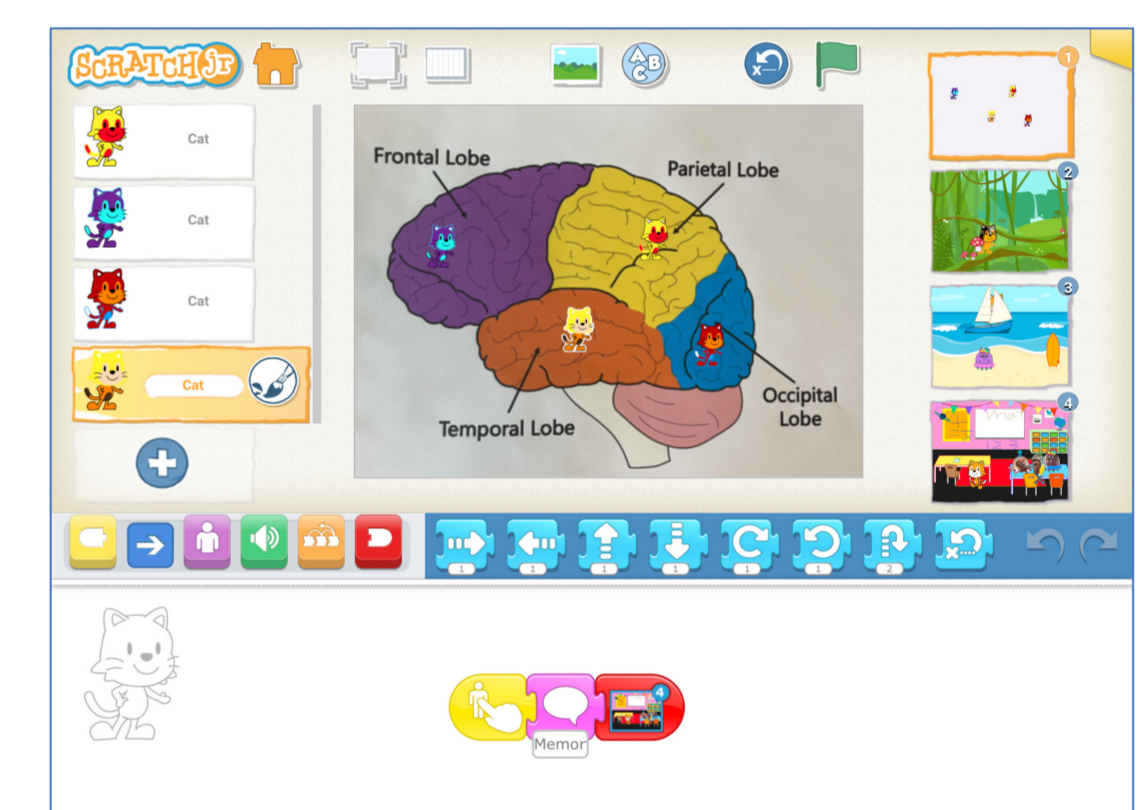 SCRATCH Jr
ABC
x
1
Cat
Frontal Lobe
Parietal Lobe
2
Cat
Cat
3
Cat
Occipital
Lobe
Temporal Lobe
4
1
1
1
1
1
1
2
x
4
Memor